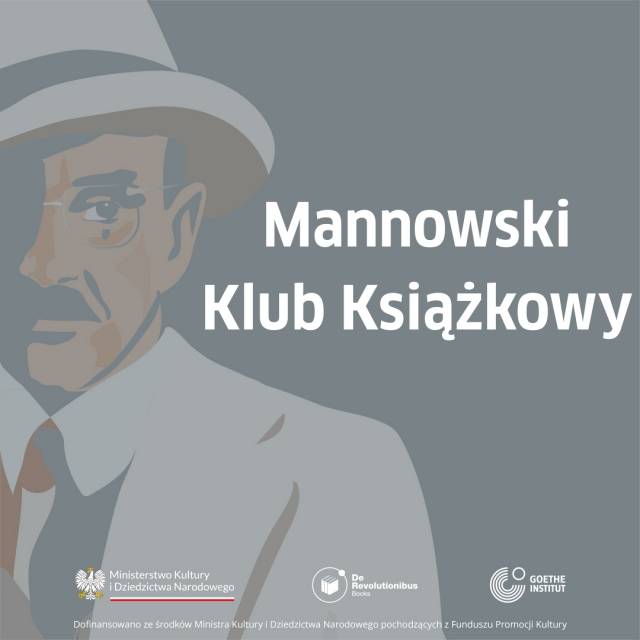 Mannowski
Klub Książkowy
Ministerstwo Kultury
i Dziedzictwa Narodowego
De
Revolutionibus
Books
GOETHE
INSTITUT
Dofinansowano ze środków Ministra Kultury i Dziedzictwa Narodowego pochodzących z Funduszu Promocji Kultury